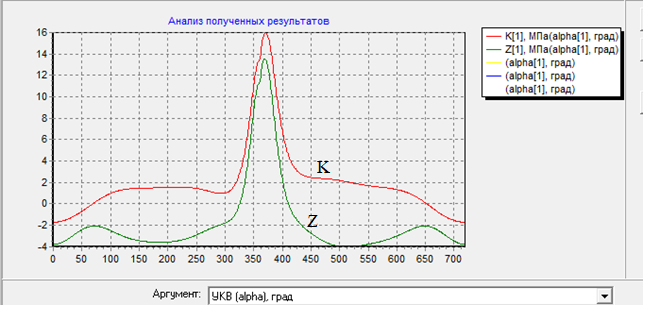 Анализ полученных результатов
K[1], МПа(alpha[1], град)
Z[1], МПа(alpha[1], град)
(alpha[1], град)
(alpha[1], град)
(alpha[1], град)
16
14
12
10
8
6
4
2
0
-2
-4
K
Z
0 50 100 150 200 250 300 350 400 450 500 550 600 650 700
Аргумент: УКВ (alpha), град